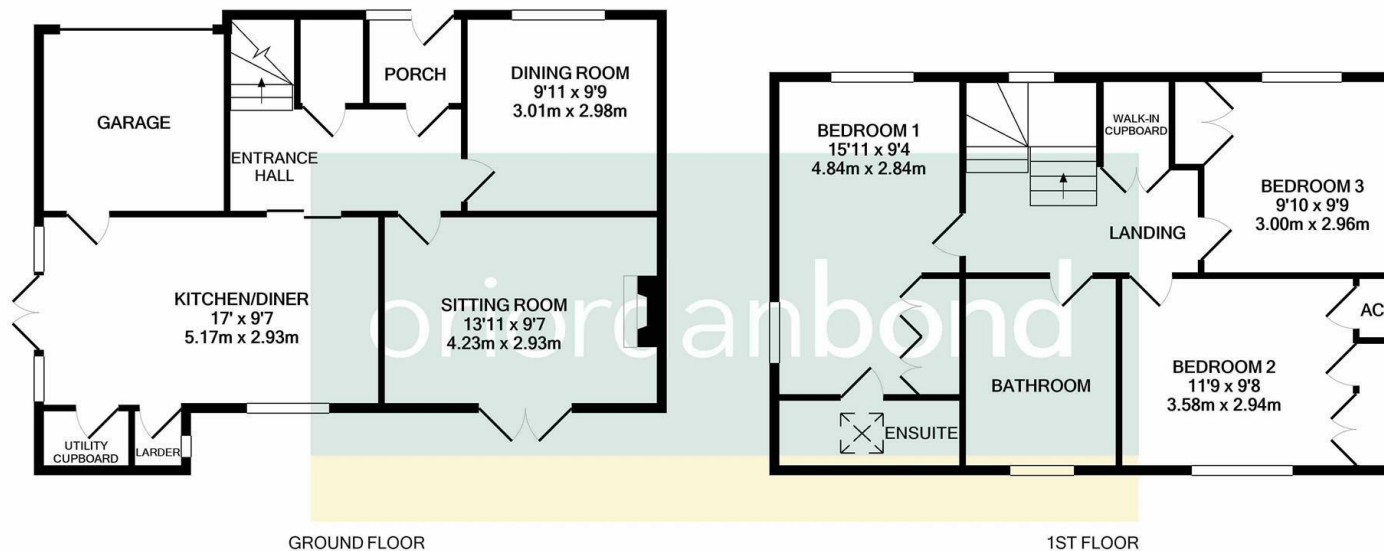 GARAGE
PORCH
DINING ROOM
9'11 x 9'9
3.01m x 2.98m
ENTRANCE
HALL
KITCHEN/DINER
17' x 9'7
5.17m x 2.93m
SITTING ROOM
13'11 x 9'7
4.23m x 2.93m
UTILITY
CUPBOARD
LARDER
GROUND FLOOR
BEDROOM 1
15'11 x 9'4
4.84m x 2.84m
WALK-IN
CUPBOARD
BEDROOM 3
9'10 x 9'9
3.00m x 2.96m
LANDING
BATHROOM
ENSUITE
BEDROOM 2
11'9 x 9'8
3.58m x 2.94m
AC
1ST FLOOR
oriordanbond